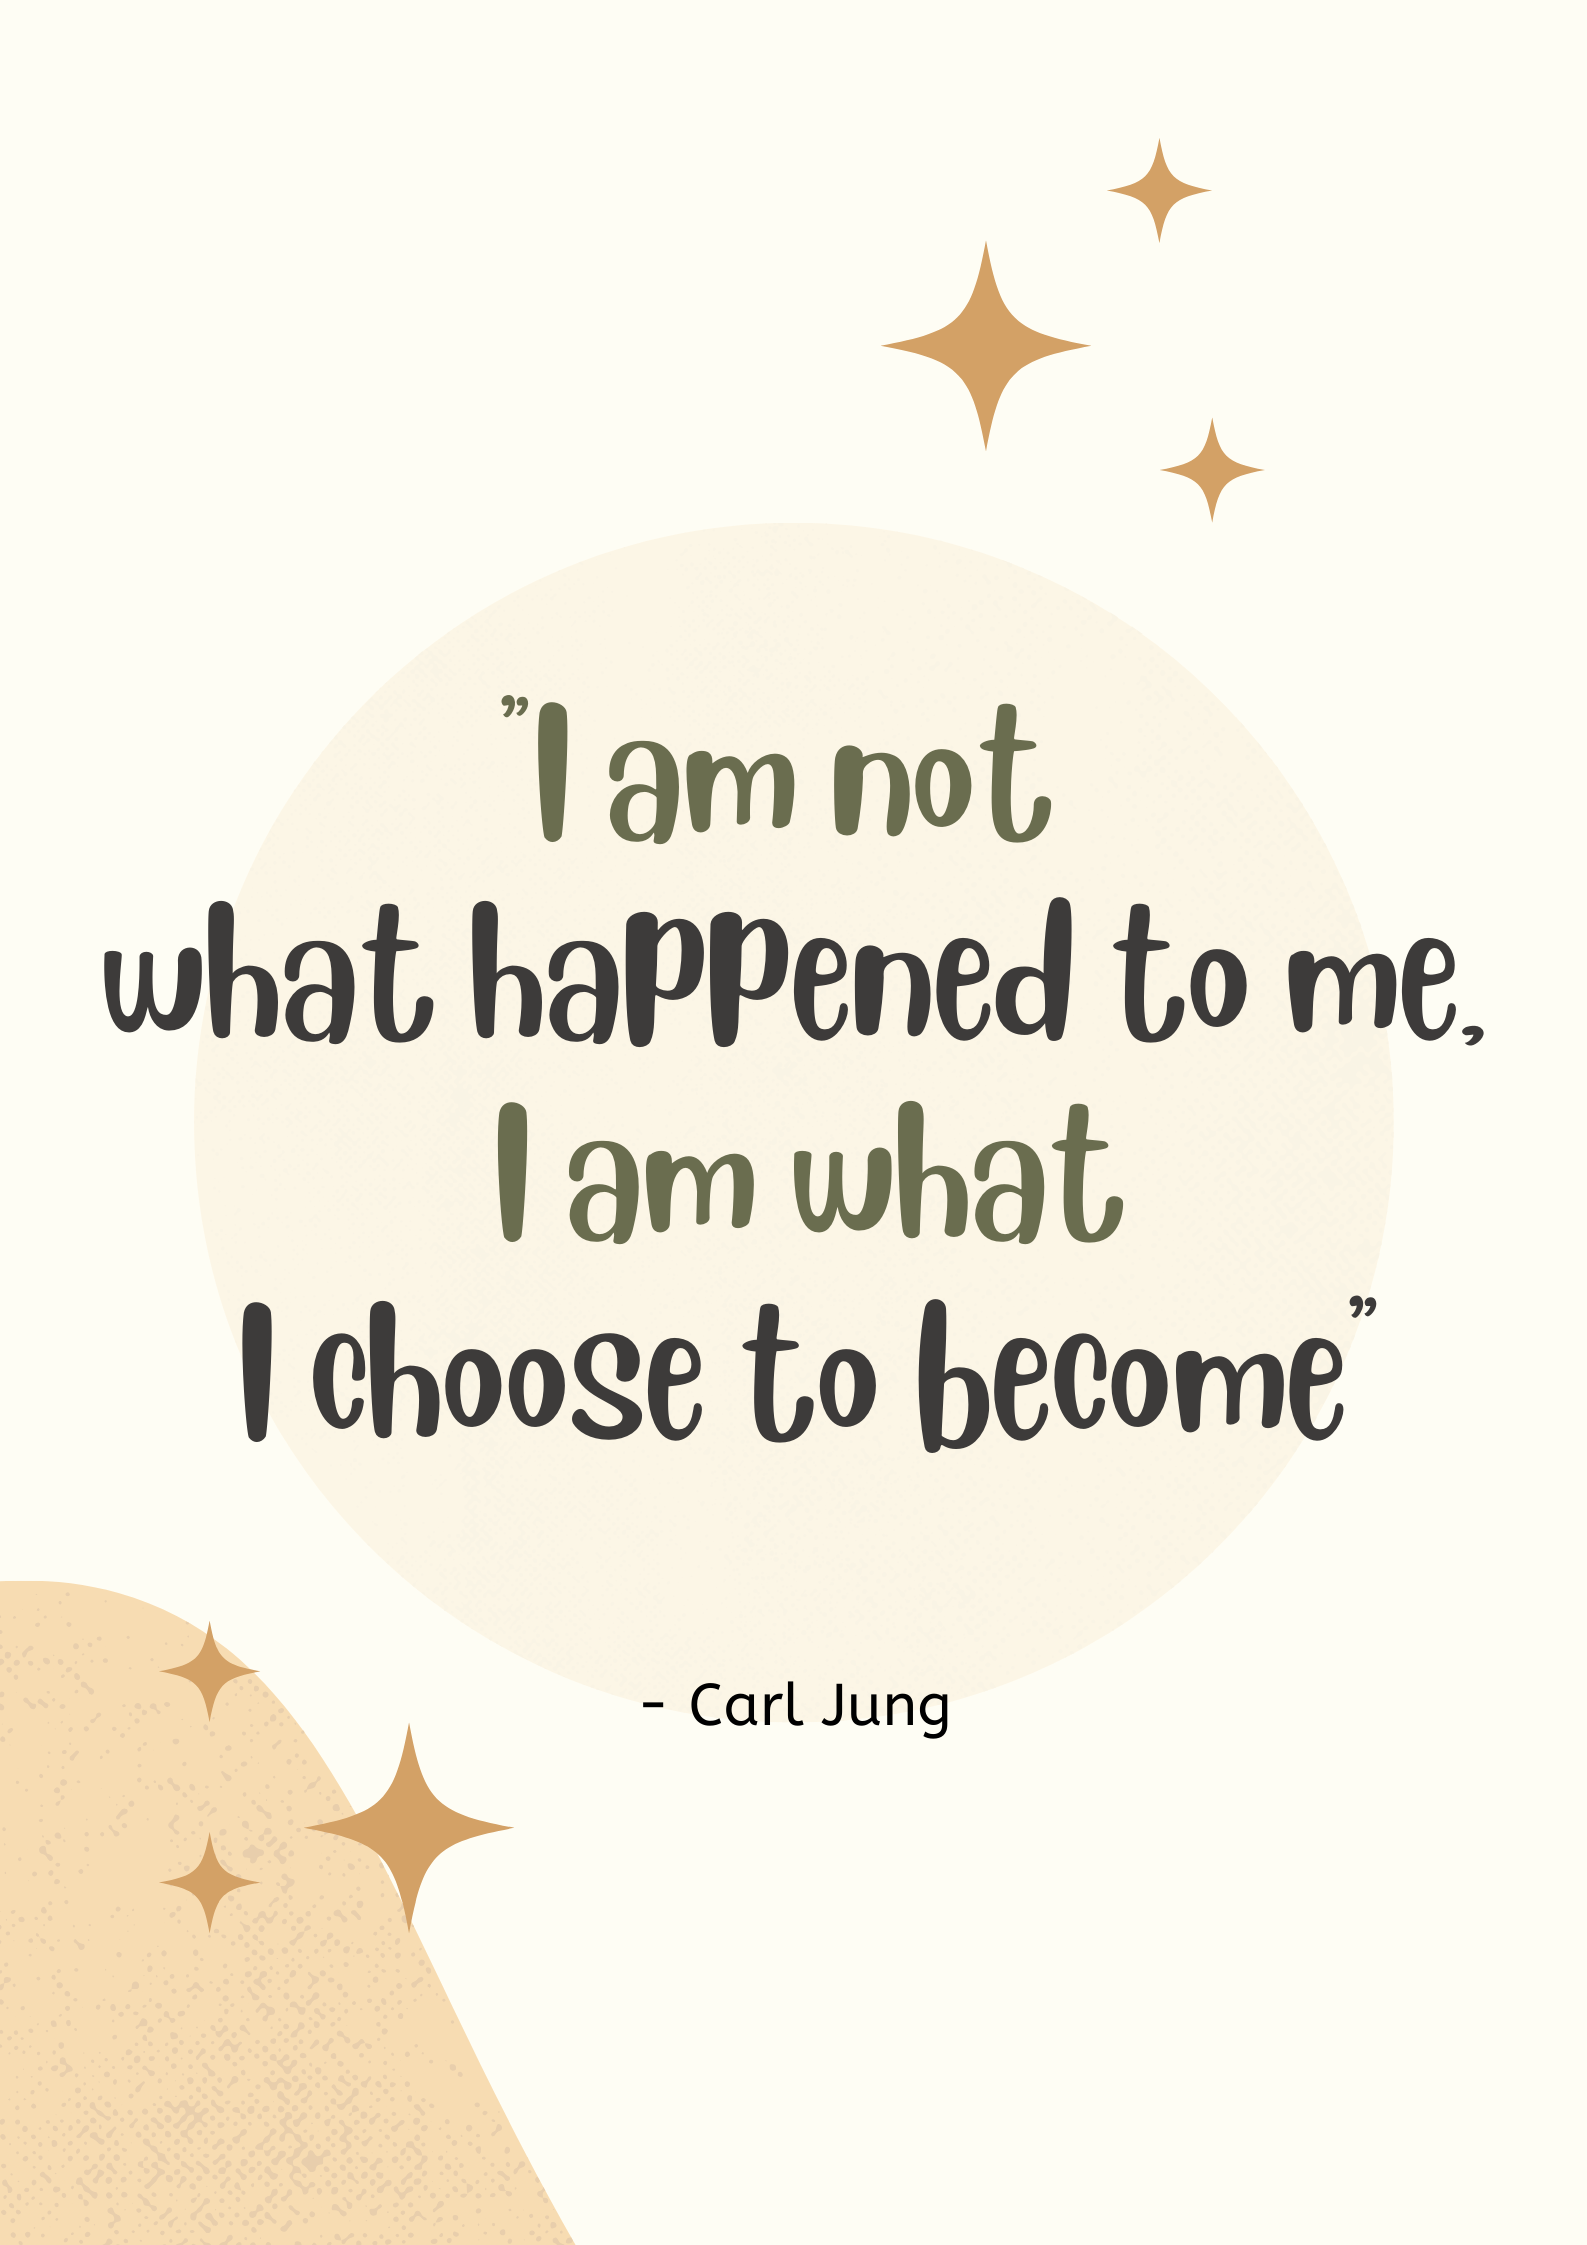 ”I am not
what happened to me,
I am what
I choose to become”
- Carl Jung